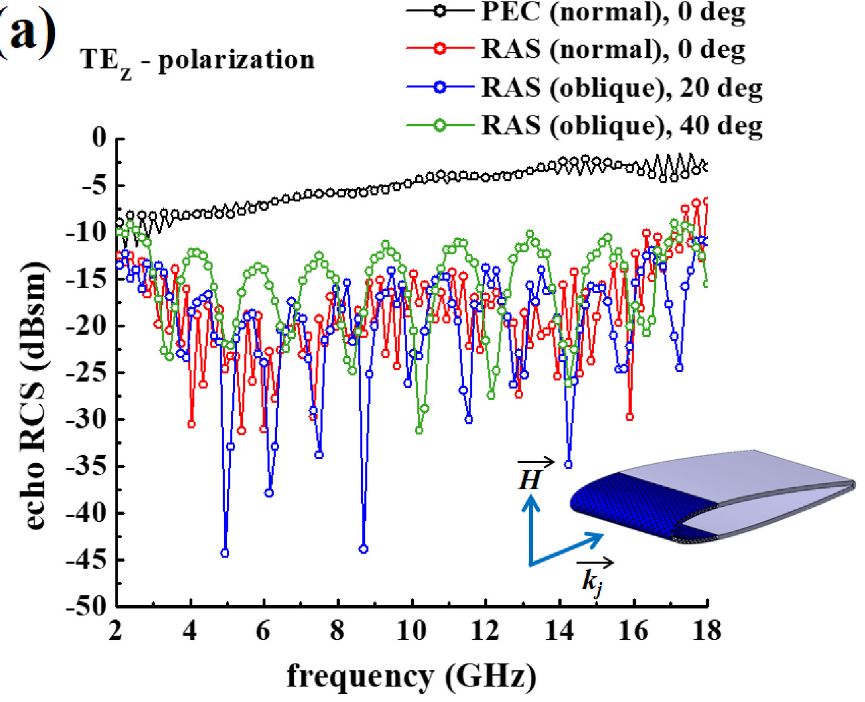 (a)
TEZ - polarization
PEC (normal), 0 deg
RAS (normal), 0 deg
RAS (oblique), 20 deg
RAS (oblique), 40 deg
echo RCS (dBsm)
0
-5
-10
-15
-20
-25
-30
-35
-40
-45
-50
H
kj
2 4 6 8 10 12 14 16 18
frequency (GHz)